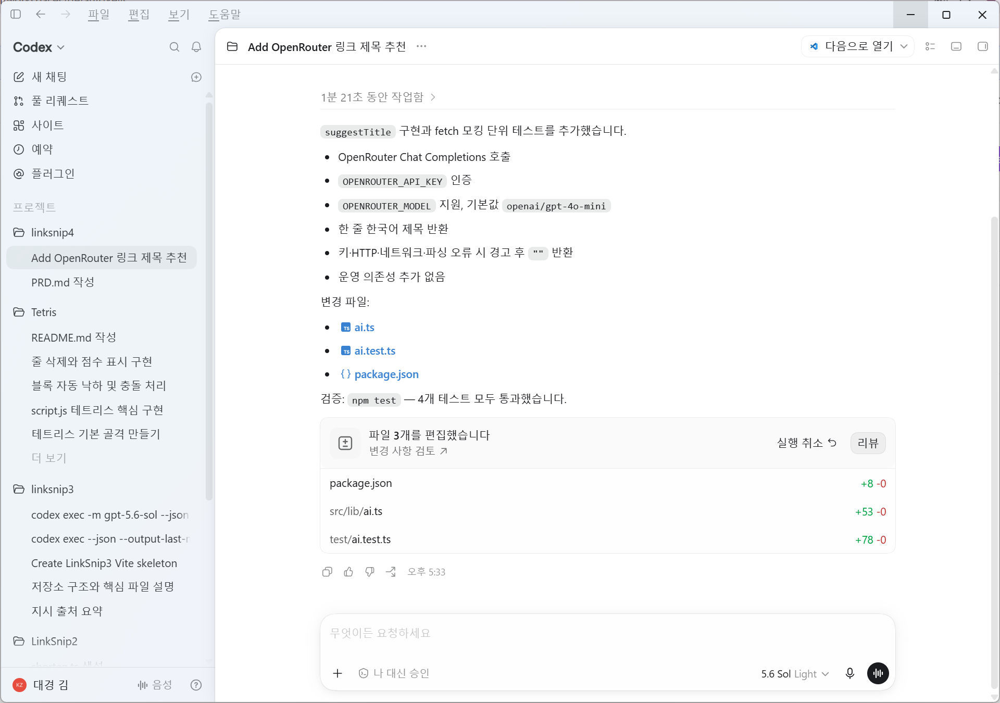 파일 편집 보기 도움말
Codex
새 채팅
풀 리퀘스트
사이트
예약
플러그인
프로젝트
linksnip4
Add OpenRouter 링크 제목 추천
PRD.md 작성
Tetris
README.md 작성
줄 삭제와 점수 표시 구현
블록 자동 낙하 및 충돌 처리
script.js 테트리스 핵심 구현
테트리스 기본 골격 만들기
더 보기
linksnip3
codex exec -m gpt-5.6-sol --json
codex exec --json --output-last-
Create LinkSnip3 Vite skeleton
저장소 구조와 핵심 파일 설명
지시 출처 요약
LinkSnip2
KZ 대경 김 음성
Add OpenRouter 링크 제목 추천
다음으로 열기
1분 21초 동안 작업함
suggestTitle 구현과 fetch 모킹 단위 테스트를 추가했습니다.
OpenRouter Chat Completions 호출
OPENROUTER_API_KEY 인증
OPENROUTER_MODEL 지원, 기본값 openai/gpt-4o-mini
한 줄 한국어 제목 반환
키·HTTP·네트워크·파싱 오류 시 경고 후 "" 반환
운영 의존성 추가 없음
변경 파일:
TS ai.ts
TS ai.test.ts
{} package.json
검증: npm test — 4개 테스트 모두 통과했습니다.
파일 3개를 편집했습니다
변경 사항 검토
실행 취소 리뷰
package.json +8 -0
src/lib/ai.ts +53 -0
test/ai.test.ts +78 -0
오후 5:33
무엇이든 요청하세요
나 대신 승인
5.6 Sol Light